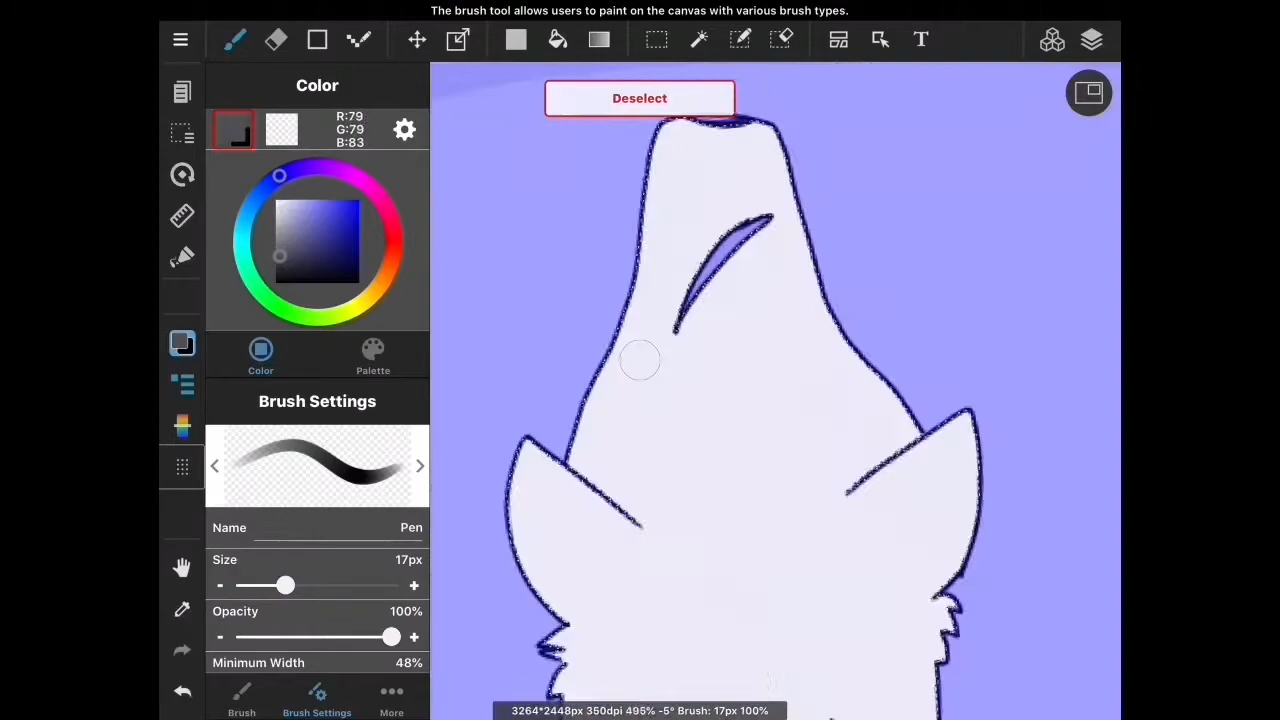 The brush tool allows users to paint on the canvas with various brush types.
T
Color
Deselect
R:79
G:79
B:83
Color
Palette
Brush Settings
Name Pen
Size 17px
- +
Opacity 100%
- +
Minimum Width 48%
Brush
Brush Settings
More
3264*2448px 350dpi 495% -5° Brush: 17px 100%